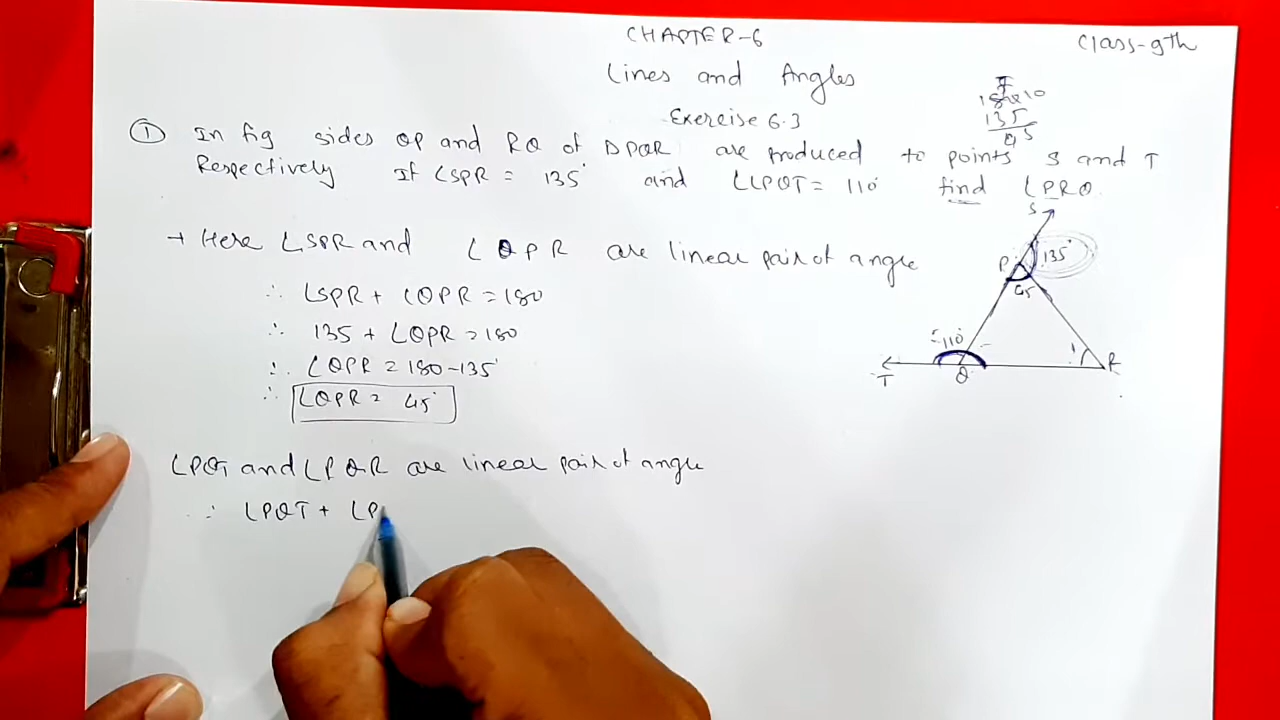 CHAPTER-6
Class-9th
Lines and Angles
Exercise 6.3
135
45
① In fig sides QP and RQ of ΔPQR are produced to points S and T
Respectively If ∠SPR = 135° and ∠∠PQT = 110° find ∠PRQ.
→ Here ∠SPR and ∠QPR are linear pair of angle
∴ ∠SPR + ∠QPR = 180
∴ 135 + ∠QPR = 180
∴ ∠QPR = 180-135°
∴ ∠QPR = 45°
∠PQT and ∠PQR are linear pair of angle
∴ ∠PQT + ∠P
S
P 135°
45
110°
T Q R